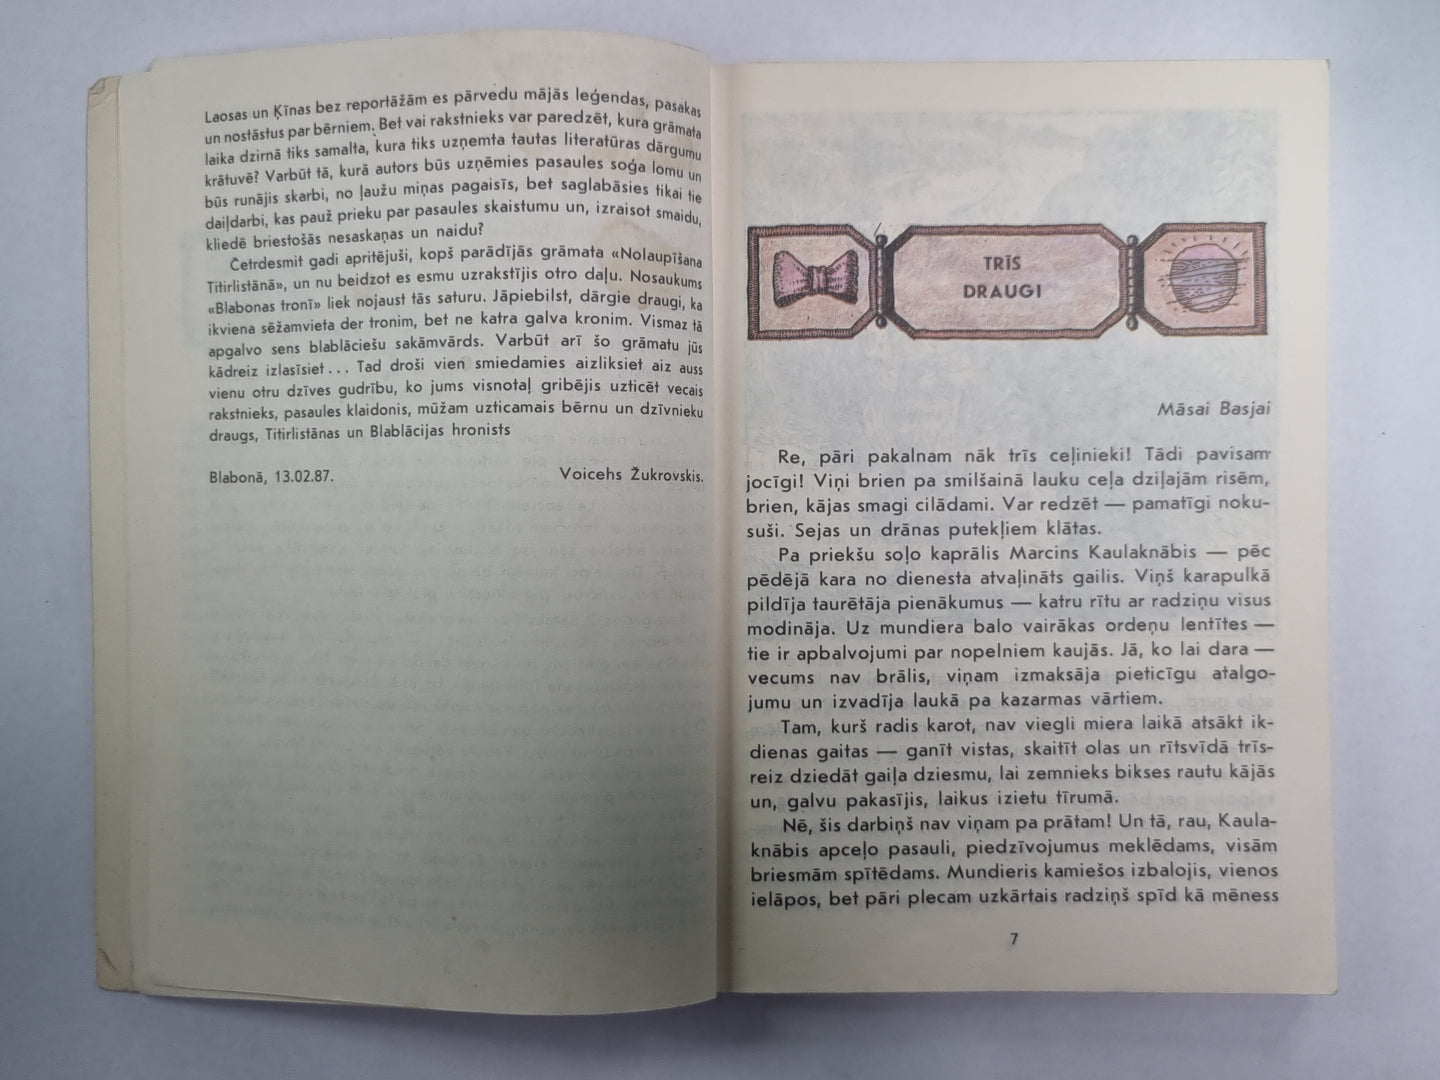 Laosas un Ķīnas bez reportāžām es pārvedu mājās leģendas, pasakas
un nostāstus par bērniem. Bet vai rakstnieks var paredzēt, kura grāmata
laika dzirnā tiks samalta, kura tiks uzņemta tautas literatūras dārgumu
krātuvē? Varbūt tā, kurā autors būs uzņēmies pasaules soģa lomu un
būs runājis skarbi, no ļaužu miņas pagaisīs, bet saglabāsies tikai tie
daiļdarbi, kas pauž prieku par pasaules skaistumu un, izraisot smaidu,
kliedē briestošās nesaskaņas un naidu?
Četrdesmit gadi apritējuši, kopš parādījās grāmata «Nolaupīšana
Titirlistānā», un nu beidzot es esmu uzrakstījis otro daļu. Nosaukums
«Blabonas tronī» liek nojaust tās saturu. Jāpiebilst, dārgie draugi, ka
ikviena sēžamvieta der tronim, bet ne katra galva kronim. Vismaz tā
apgalvo sens blablāciešu sakāmvārds. Varbūt arī šo grāmatu jūs
kādreiz izlasīsiet... Tad droši vien smiedamies aizliksiet aiz auss
vienu otru dzīves gudrību, ko jums visnotaļ gribējis uzticēt vecais
rakstnieks, pasaules klaidonis, mūžam uzticamais bērnu un dzīvnieku
draugs, Titirlistānas un Blablācijas hronists
Blabonā, 13.02.87. Voicehs Žukrovskis.
TRĪS
DRAUGI
Māsai Basjai
Re, pāri pakalnam nāk trīs ceļinieki! Tādi pavisam
jocīgi! Viņi brien pa smilšainā lauku ceļa dziļajām risēm,
brien, kājas smagi cilādami. Var redzēt — pamatīgi noku-
suši. Sejas un drānas putekļiem klātas.
Pa priekšu soļo kaprālis Marcins Kaulaknābis — pēc
pēdējā kara no dienesta atvaļināts gailis. Viņš karapulkā
pildīja taurētāja pienākumus — katru rītu ar radziņu visus
modināja. Uz mundiera balo vairākas ordeņu lentītes —
tie ir apbalvojumi par nopelniem kaujās. Jā, ko lai dara —
vecums nav brālis, viņam izmaksāja pieticīgu atalgo-
jumu un izvadīja laukā pa kazarmas vārtiem.
Tam, kurš radis karot, nav viegli miera laikā atsākt ik-
dienas gaitas — ganīt vistas, skaitīt olas un rītsvīdā trīs-
reiz dziedāt gaiļa dziesmu, lai zemnieks bikses rautu kājās
un, galvu pakasījis, laikus izietu tīrumā.
Nē, šis darbiņš nav viņam pa prātam! Un tā, rau, Kaula-
knābis apceļo pasauli, piedzīvojumus meklēdams, visām
briesmām spītēdams. Mundieris kamiešos izbalojis, vienos
ielāpos, bet pāri plecam uzkārtais radziņš spīd kā mēness
7